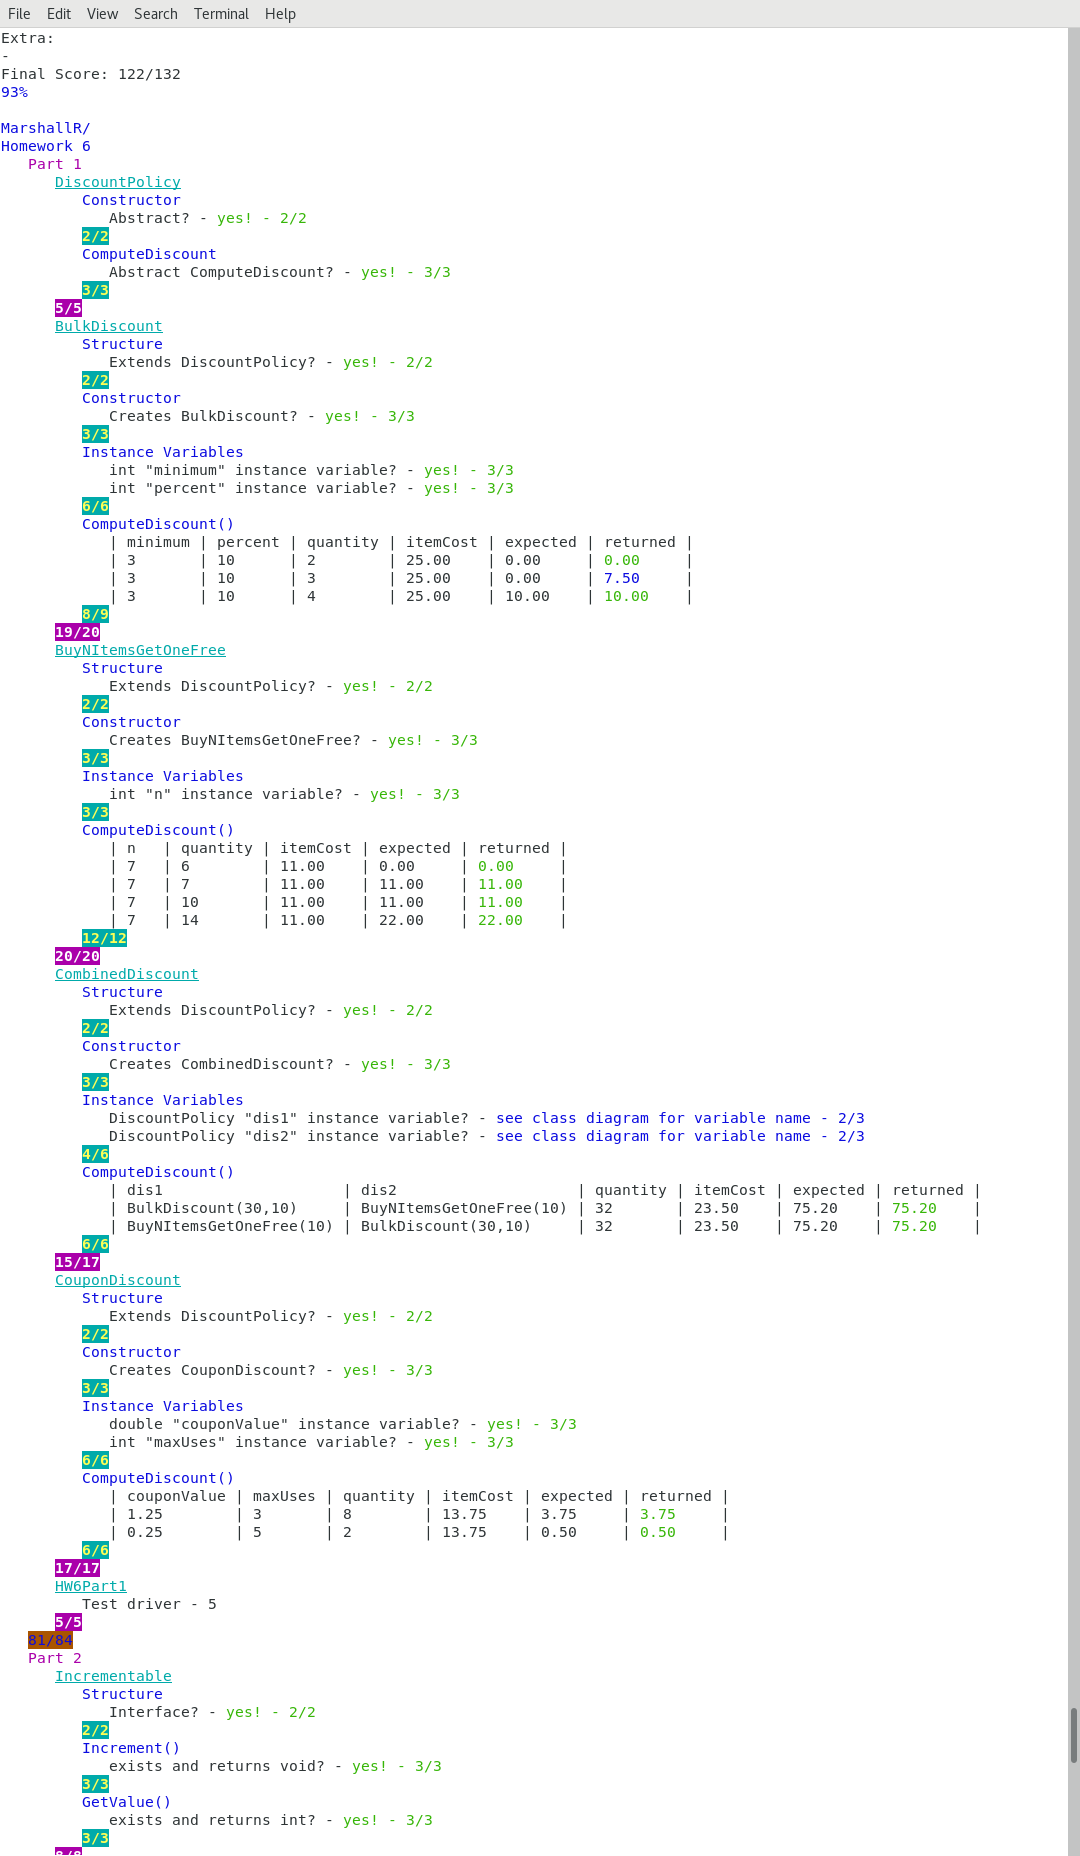 File Edit View Search Terminal Help
Extra:
-
Final Score: 122/132
93%
MarshallR/
Homework 6
Part 1
DiscountPolicy
Constructor
Abstract? - yes! - 2/2
2/2
ComputeDiscount
Abstract ComputeDiscount? - yes! - 3/3
3/3
5/5
BulkDiscount
Structure
Extends DiscountPolicy? - yes! - 2/2
2/2
Constructor
Creates BulkDiscount? - yes! - 3/3
3/3
Instance Variables
int "minimum" instance variable? - yes! - 3/3
int "percent" instance variable? - yes! - 3/3
6/6
ComputeDiscount()
| minimum | percent | quantity | itemCost | expected | returned |
| 3 | 10 | 2 | 25.00 | 0.00 | 0.00 |
| 3 | 10 | 3 | 25.00 | 0.00 | 7.50 |
| 3 | 10 | 4 | 25.00 | 10.00 | 10.00 |
8/9
19/20
BuyNItemsGetOneFree
Structure
Extends DiscountPolicy? - yes! - 2/2
2/2
Constructor
Creates BuyNItemsGetOneFree? - yes! - 3/3
3/3
Instance Variables
int "n" instance variable? - yes! - 3/3
3/3
ComputeDiscount()
| n | quantity | itemCost | expected | returned |
| 7 | 6 | 11.00 | 0.00 | 0.00 |
| 7 | 7 | 11.00 | 11.00 | 11.00 |
| 7 | 10 | 11.00 | 11.00 | 11.00 |
| 7 | 14 | 11.00 | 22.00 | 22.00 |
12/12
20/20
CombinedDiscount
Structure
Extends DiscountPolicy? - yes! - 2/2
2/2
Constructor
Creates CombinedDiscount? - yes! - 3/3
3/3
Instance Variables
DiscountPolicy "dis1" instance variable? - see class diagram for variable name - 2/3
DiscountPolicy "dis2" instance variable? - see class diagram for variable name - 2/3
4/6
ComputeDiscount()
| dis1 | dis2 | quantity | itemCost | expected | returned |
| BulkDiscount(30,10) | BuyNItemsGetOneFree(10) | 32 | 23.50 | 75.20 | 75.20 |
| BuyNItemsGetOneFree(10) | BulkDiscount(30,10) | 32 | 23.50 | 75.20 | 75.20 |
6/6
15/17
CouponDiscount
Structure
Extends DiscountPolicy? - yes! - 2/2
2/2
Constructor
Creates CouponDiscount? - yes! - 3/3
3/3
Instance Variables
double "couponValue" instance variable? - yes! - 3/3
int "maxUses" instance variable? - yes! - 3/3
6/6
ComputeDiscount()
| couponValue | maxUses | quantity | itemCost | expected | returned |
| 1.25 | 3 | 8 | 13.75 | 3.75 | 3.75 |
| 0.25 | 5 | 2 | 13.75 | 0.50 | 0.50 |
6/6
17/17
HW6Part1
Test driver - 5
5/5
81/84
Part 2
Incrementable
Structure
Interface? - yes! - 2/2
2/2
Increment()
exists and returns void? - yes! - 3/3
3/3
GetValue()
exists and returns int? - yes! - 3/3
3/3
8/8